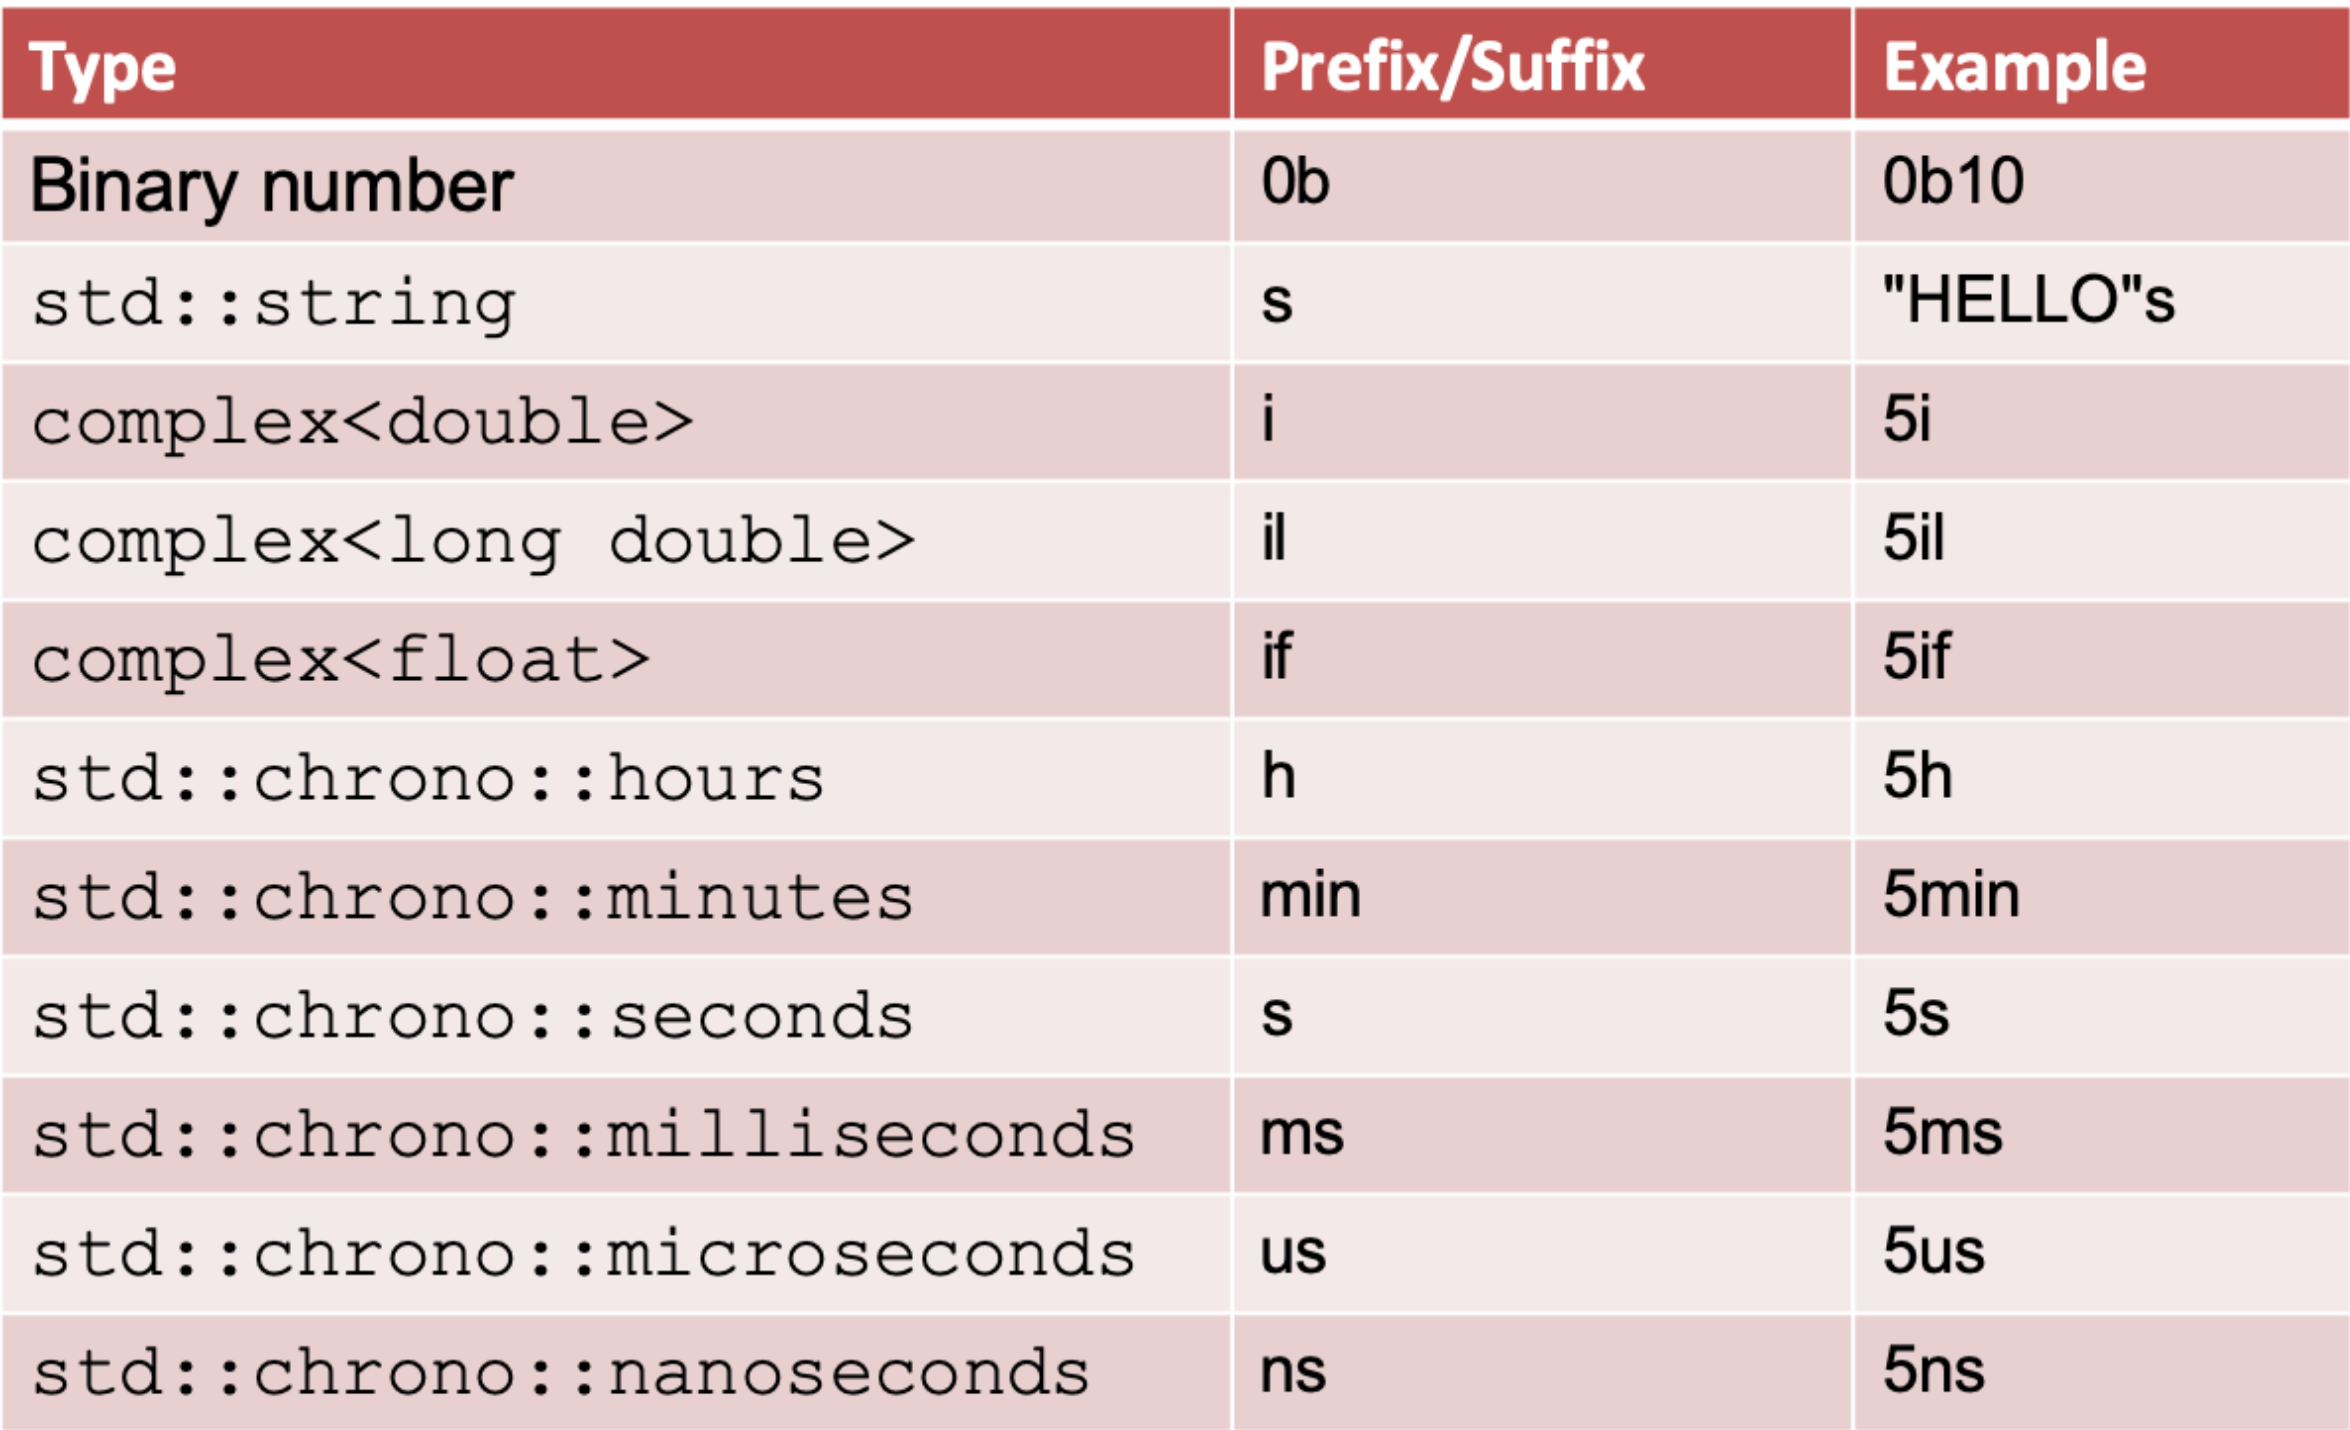 Type Prefix/Suffix Example
Binary number 0b 0b10
std::string s "HELLO"s
complex<double> i 5i
complex<long double> il 5il
complex<float> if 5if
std::chrono::hours h 5h
std::chrono::minutes min 5min
std::chrono::seconds s 5s
std::chrono::milliseconds ms 5ms
std::chrono::microseconds us 5us
std::chrono::nanoseconds ns 5ns